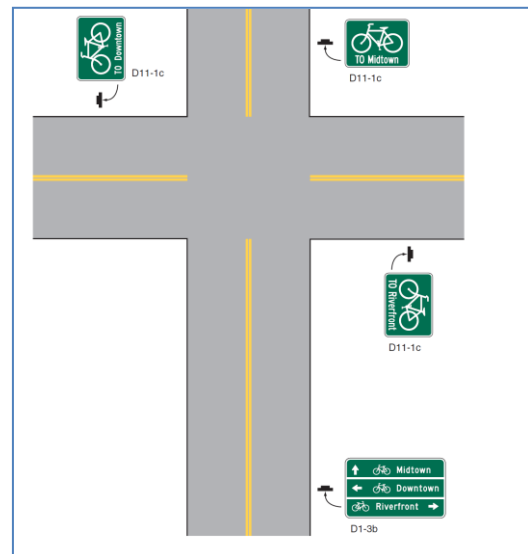 TO Downtown
D11-1c
TO Midtown
D11-1c
TO Riverfront
D11-1c
Midtown
Downtown
Riverfront
D1-3b